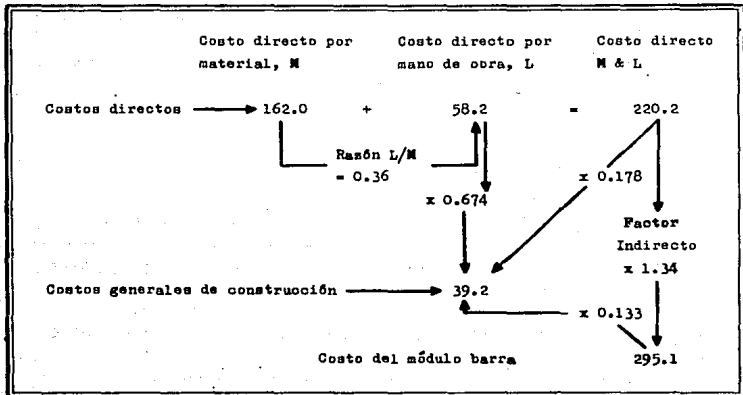 Costo directo por Costo directo por Costo directo
material, M mano de obra, L M & L
Costos directos 162.0 + 58.2 = 220.2
Razón L/M
= 0.36
x 0.178
x 0.674
Factor
Indirecto
x 1.34
Costos generales de construcción 39.2
x 0.133
Costo del módulo barra 295.1